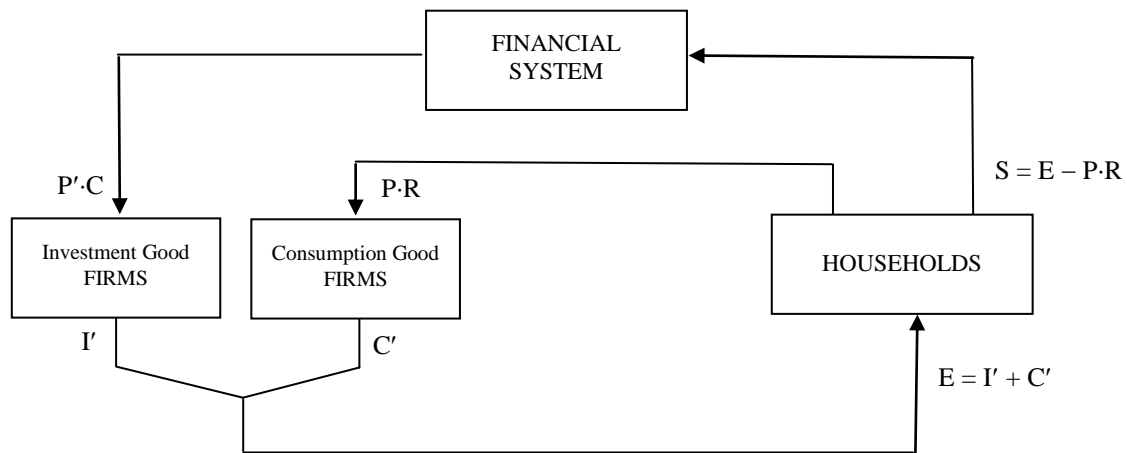 FINANCIAL
SYSTEM
P′·C
P·R
S = E – P·R
Investment Good
FIRMS
Consumption Good
FIRMS
HOUSEHOLDS
I′
C′
E = I′ + C′